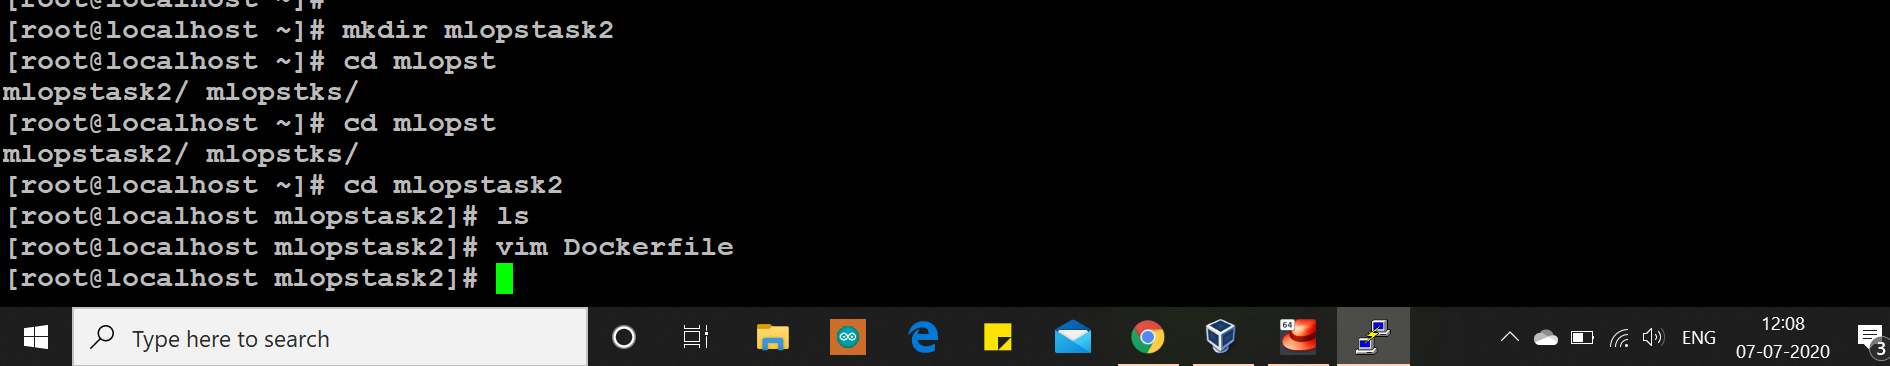 [root@localhost ~]#
[root@localhost ~]# mkdir mlopstask2
[root@localhost ~]# cd mlopst
mlopstask2/ mlopstks/
[root@localhost ~]# cd mlopst
mlopstask2/ mlopstks/
[root@localhost ~]# cd mlopstask2
[root@localhost mlopstask2]# ls
[root@localhost mlopstask2]# vim Dockerfile
[root@localhost mlopstask2]#
Type here to search
64
ENG
12:08
07-07-2020
3